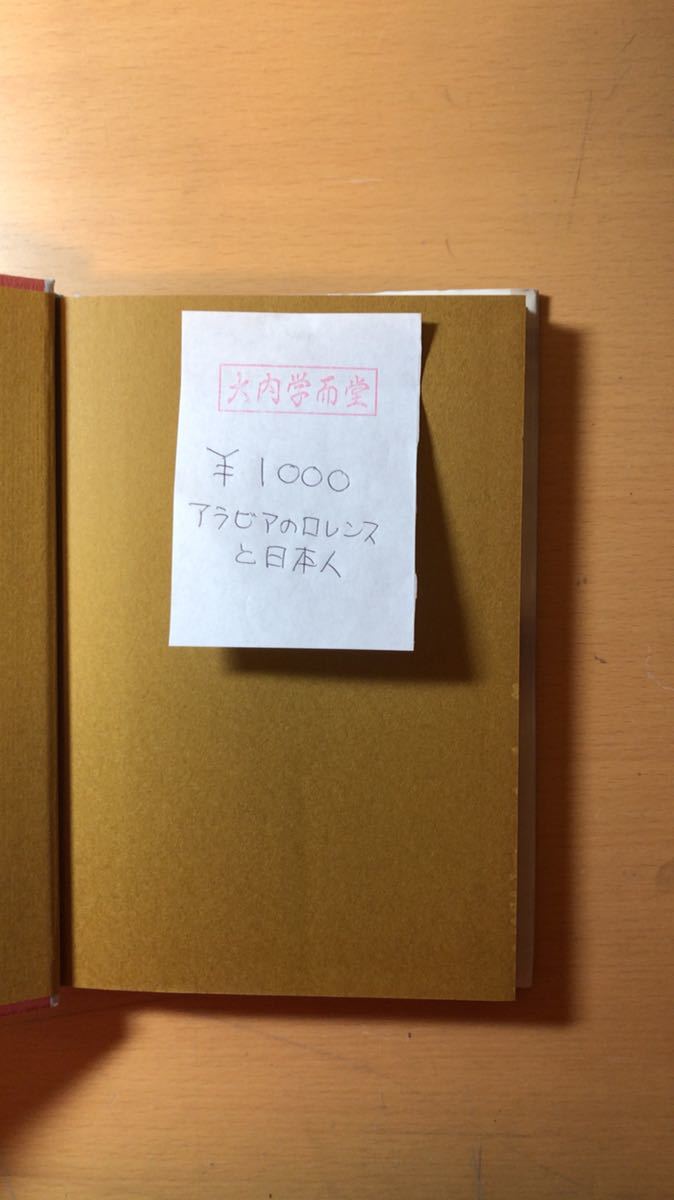 大内学而堂
¥1000
アラビアのロレンス
と日本人